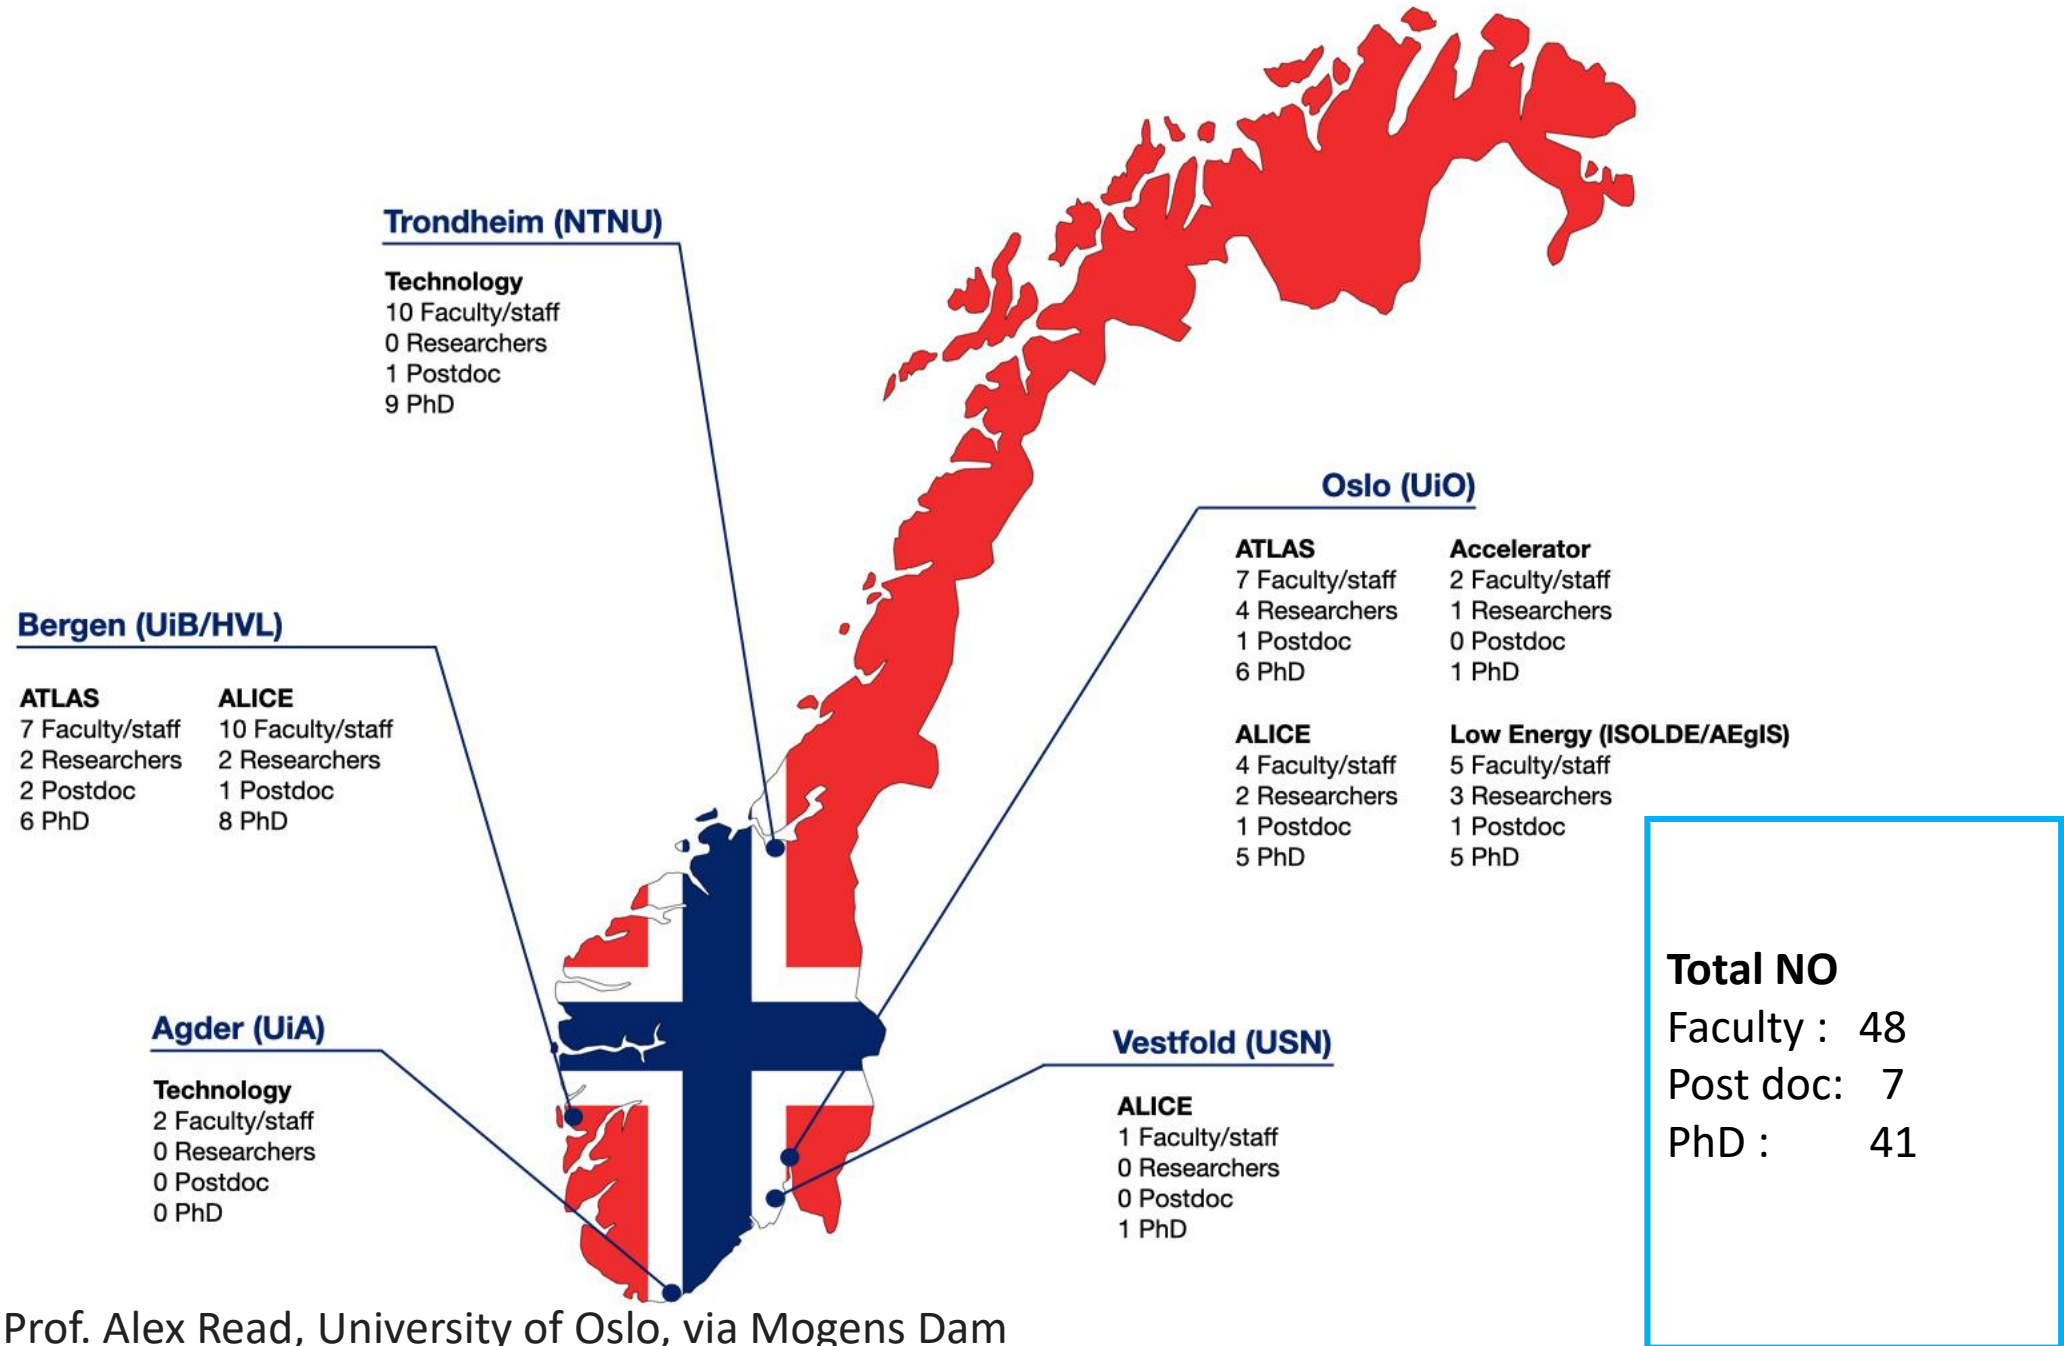 Trondheim (NTNU)
Technology
10 Faculty/staff
0 Researchers
1 Postdoc
9 PhD
Oslo (UiO)
ATLAS
7 Faculty/staff
4 Researchers
1 Postdoc
6 PhD
Accelerator
2 Faculty/staff
1 Researchers
0 Postdoc
1 PhD
ALICE
4 Faculty/staff
2 Researchers
1 Postdoc
5 PhD
Low Energy (ISOLDE/AEgIS)
5 Faculty/staff
3 Researchers
1 Postdoc
5 PhD
Bergen (UiB/HVL)
ATLAS
7 Faculty/staff
2 Researchers
2 Postdoc
6 PhD
ALICE
10 Faculty/staff
2 Researchers
1 Postdoc
8 PhD
Agder (UiA)
Technology
2 Faculty/staff
0 Researchers
0 Postdoc
0 PhD
Vestfold (USN)
ALICE
1 Faculty/staff
0 Researchers
0 Postdoc
1 PhD
Total NO
Faculty : 48
Post doc: 7
PhD : 41
Prof. Alex Read, University of Oslo, via Mogens Dam